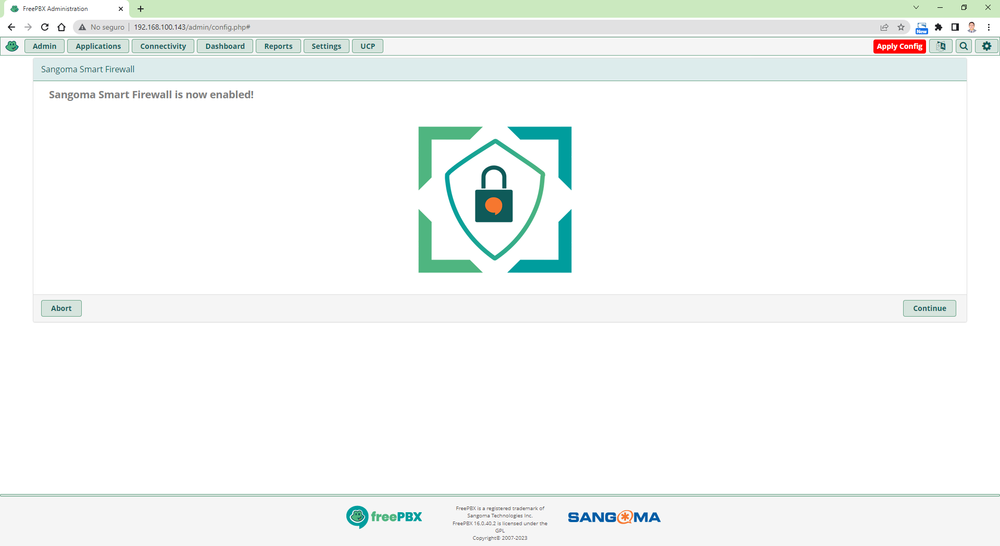 FreePBX Administration
No seguro
192.168.100.143/admin/config.php#
New
Admin
Applications
Connectivity
Dashboard
Reports
Settings
UCP
Apply Config
Sangoma Smart Firewall
Sangoma Smart Firewall is now enabled!
Abort
Continue
freePBX
FreePBX is a registered trademark of
Sangoma Technologies Inc.
FreePBX 16.0.40.2 is licensed under the
GPL
Copyright© 2007-2023
SANGOMA